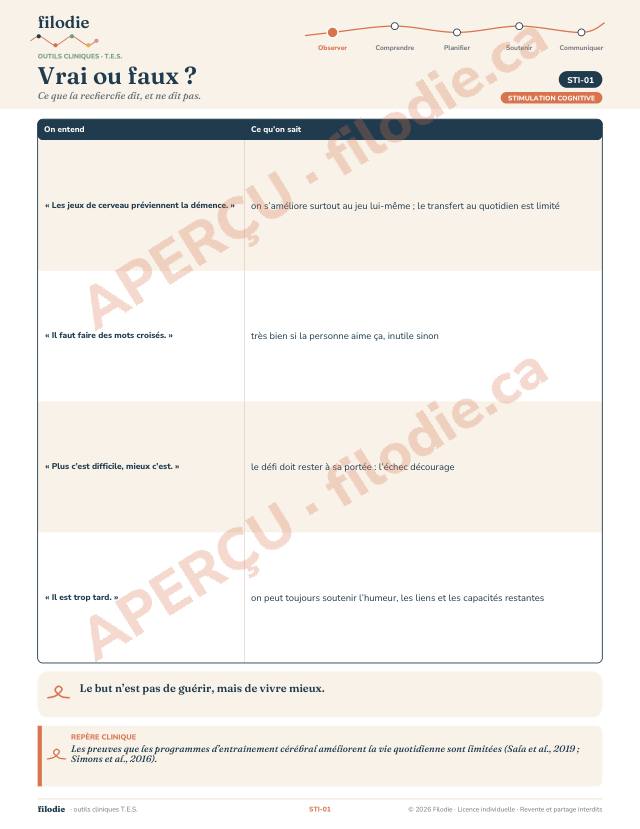 filodie
Observer Comprendre Planifier Soutenir Communiquer
OUTILS CLINIQUES · T.E.S.
Vrai ou faux ?
Ce que la recherche dit, et ne dit pas.
STI-01
STIMULATION COGNITIVE
On entend Ce qu'on sait
« Les jeux de cerveau préviennent la démence. » on s'améliore surtout au jeu lui-même ; le transfert au quotidien est limité
« Il faut faire des mots croisés. » très bien si la personne aime ça, inutile sinon
« Plus c'est difficile, mieux c'est. » le défi doit rester à sa portée : l'échec décourage
« Il est trop tard. » on peut toujours soutenir l'humeur, les liens et les capacités restantes
APERÇU · filodie.ca
APERÇU · filodie.ca
Le but n'est pas de guérir, mais de vivre mieux.
REPÈRE CLINIQUE
Les preuves que les programmes d'entrainement cérébral améliorent la vie quotidienne sont limitées (Sala et al., 2019 ;
Simons et al., 2016).
filodie · outils cliniques T.E.S. STI-01 © 2026 Filodie · Licence individuelle · Revente et partage interdits